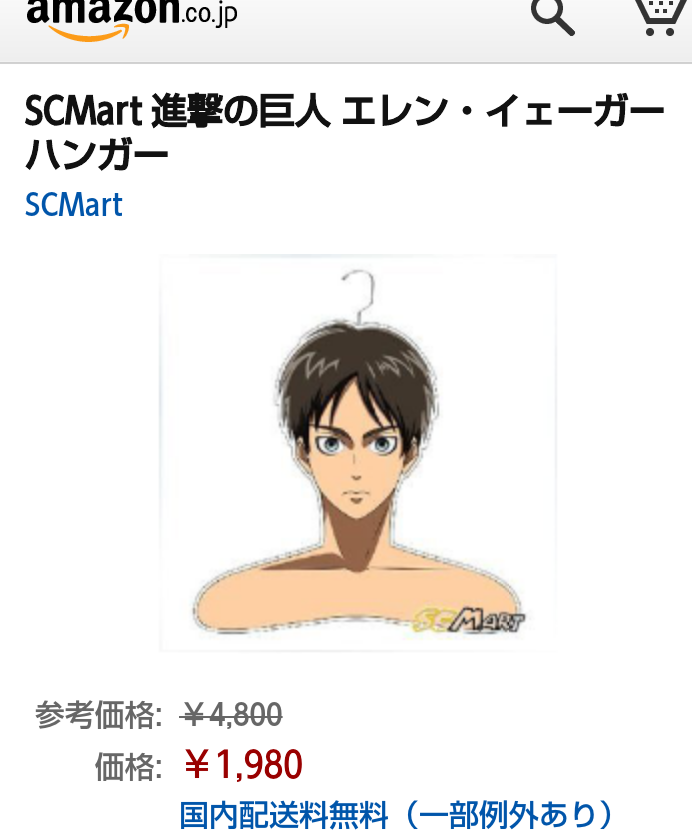 amazon.co.jp
SCMart 進撃の巨人 エレン・イェーガー
ハンガー
SCMart
SCMART
参考価格: ￥4,800
価格: ￥1,980
国内配送料無料（一部例外あり）